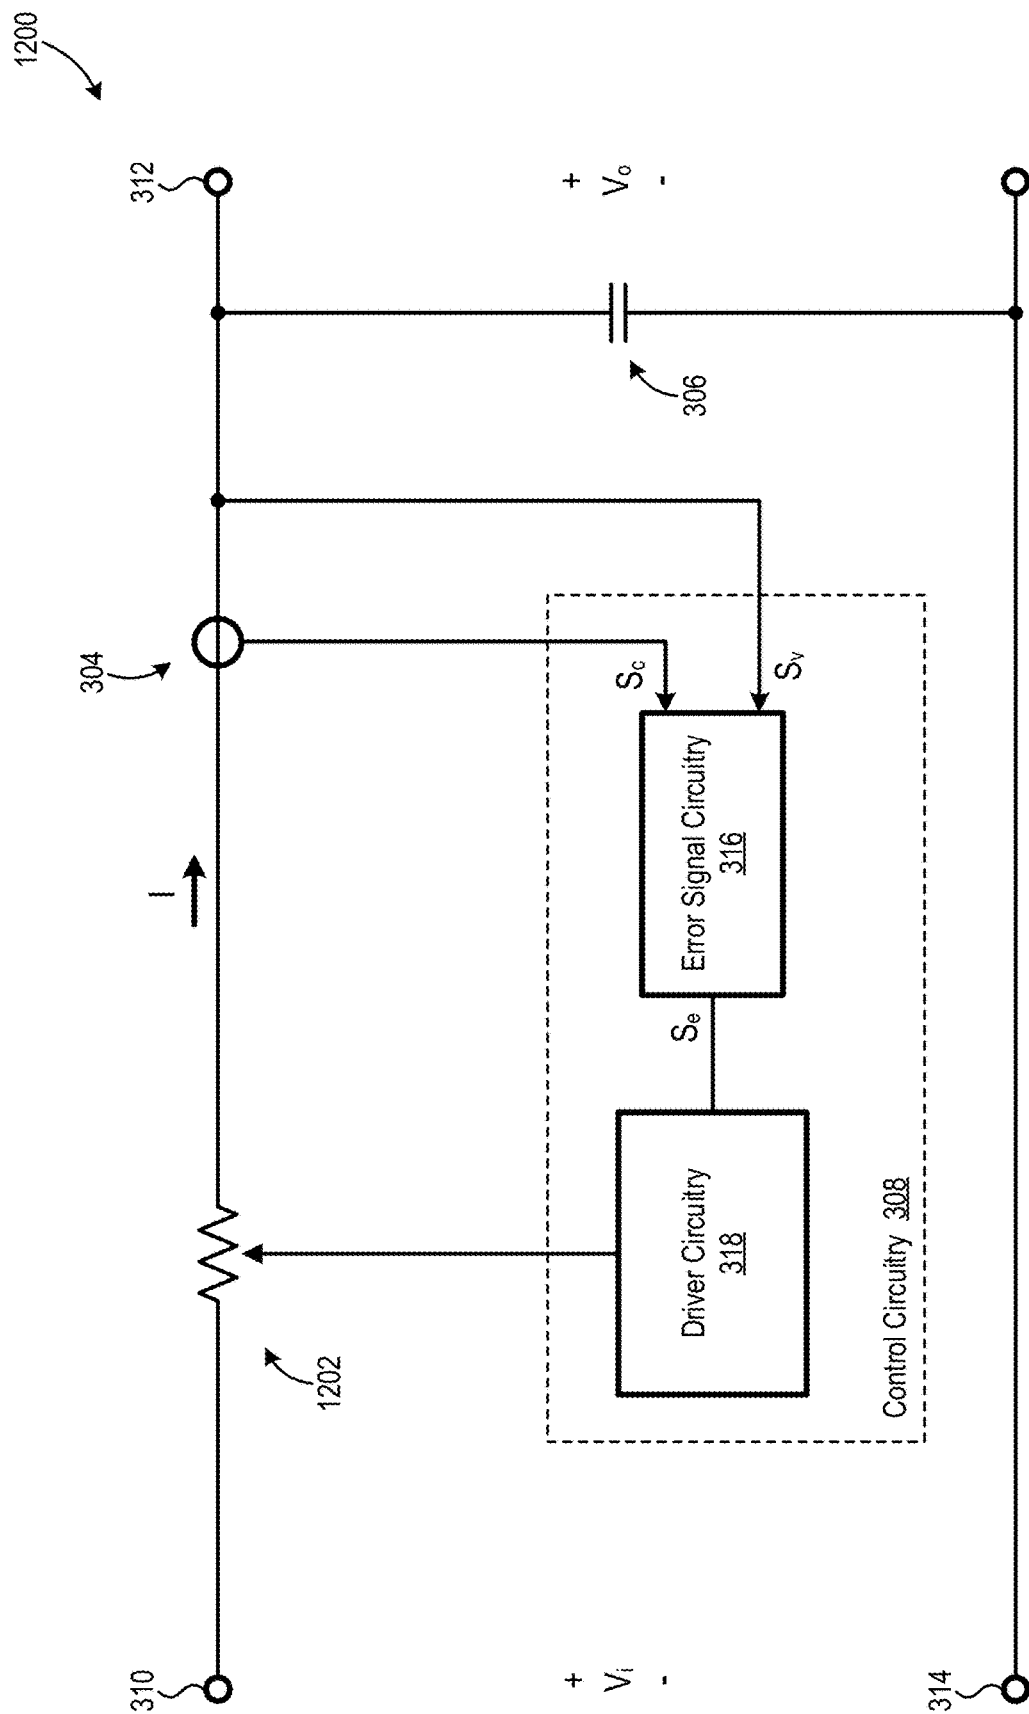 1200
310
1202
I
304
312
+
Vi
-
+
Vo
-
306
Driver Circuitry
318
Se
Error Signal Circuitry
316
Sc
Sv
Control Circuitry 308
314